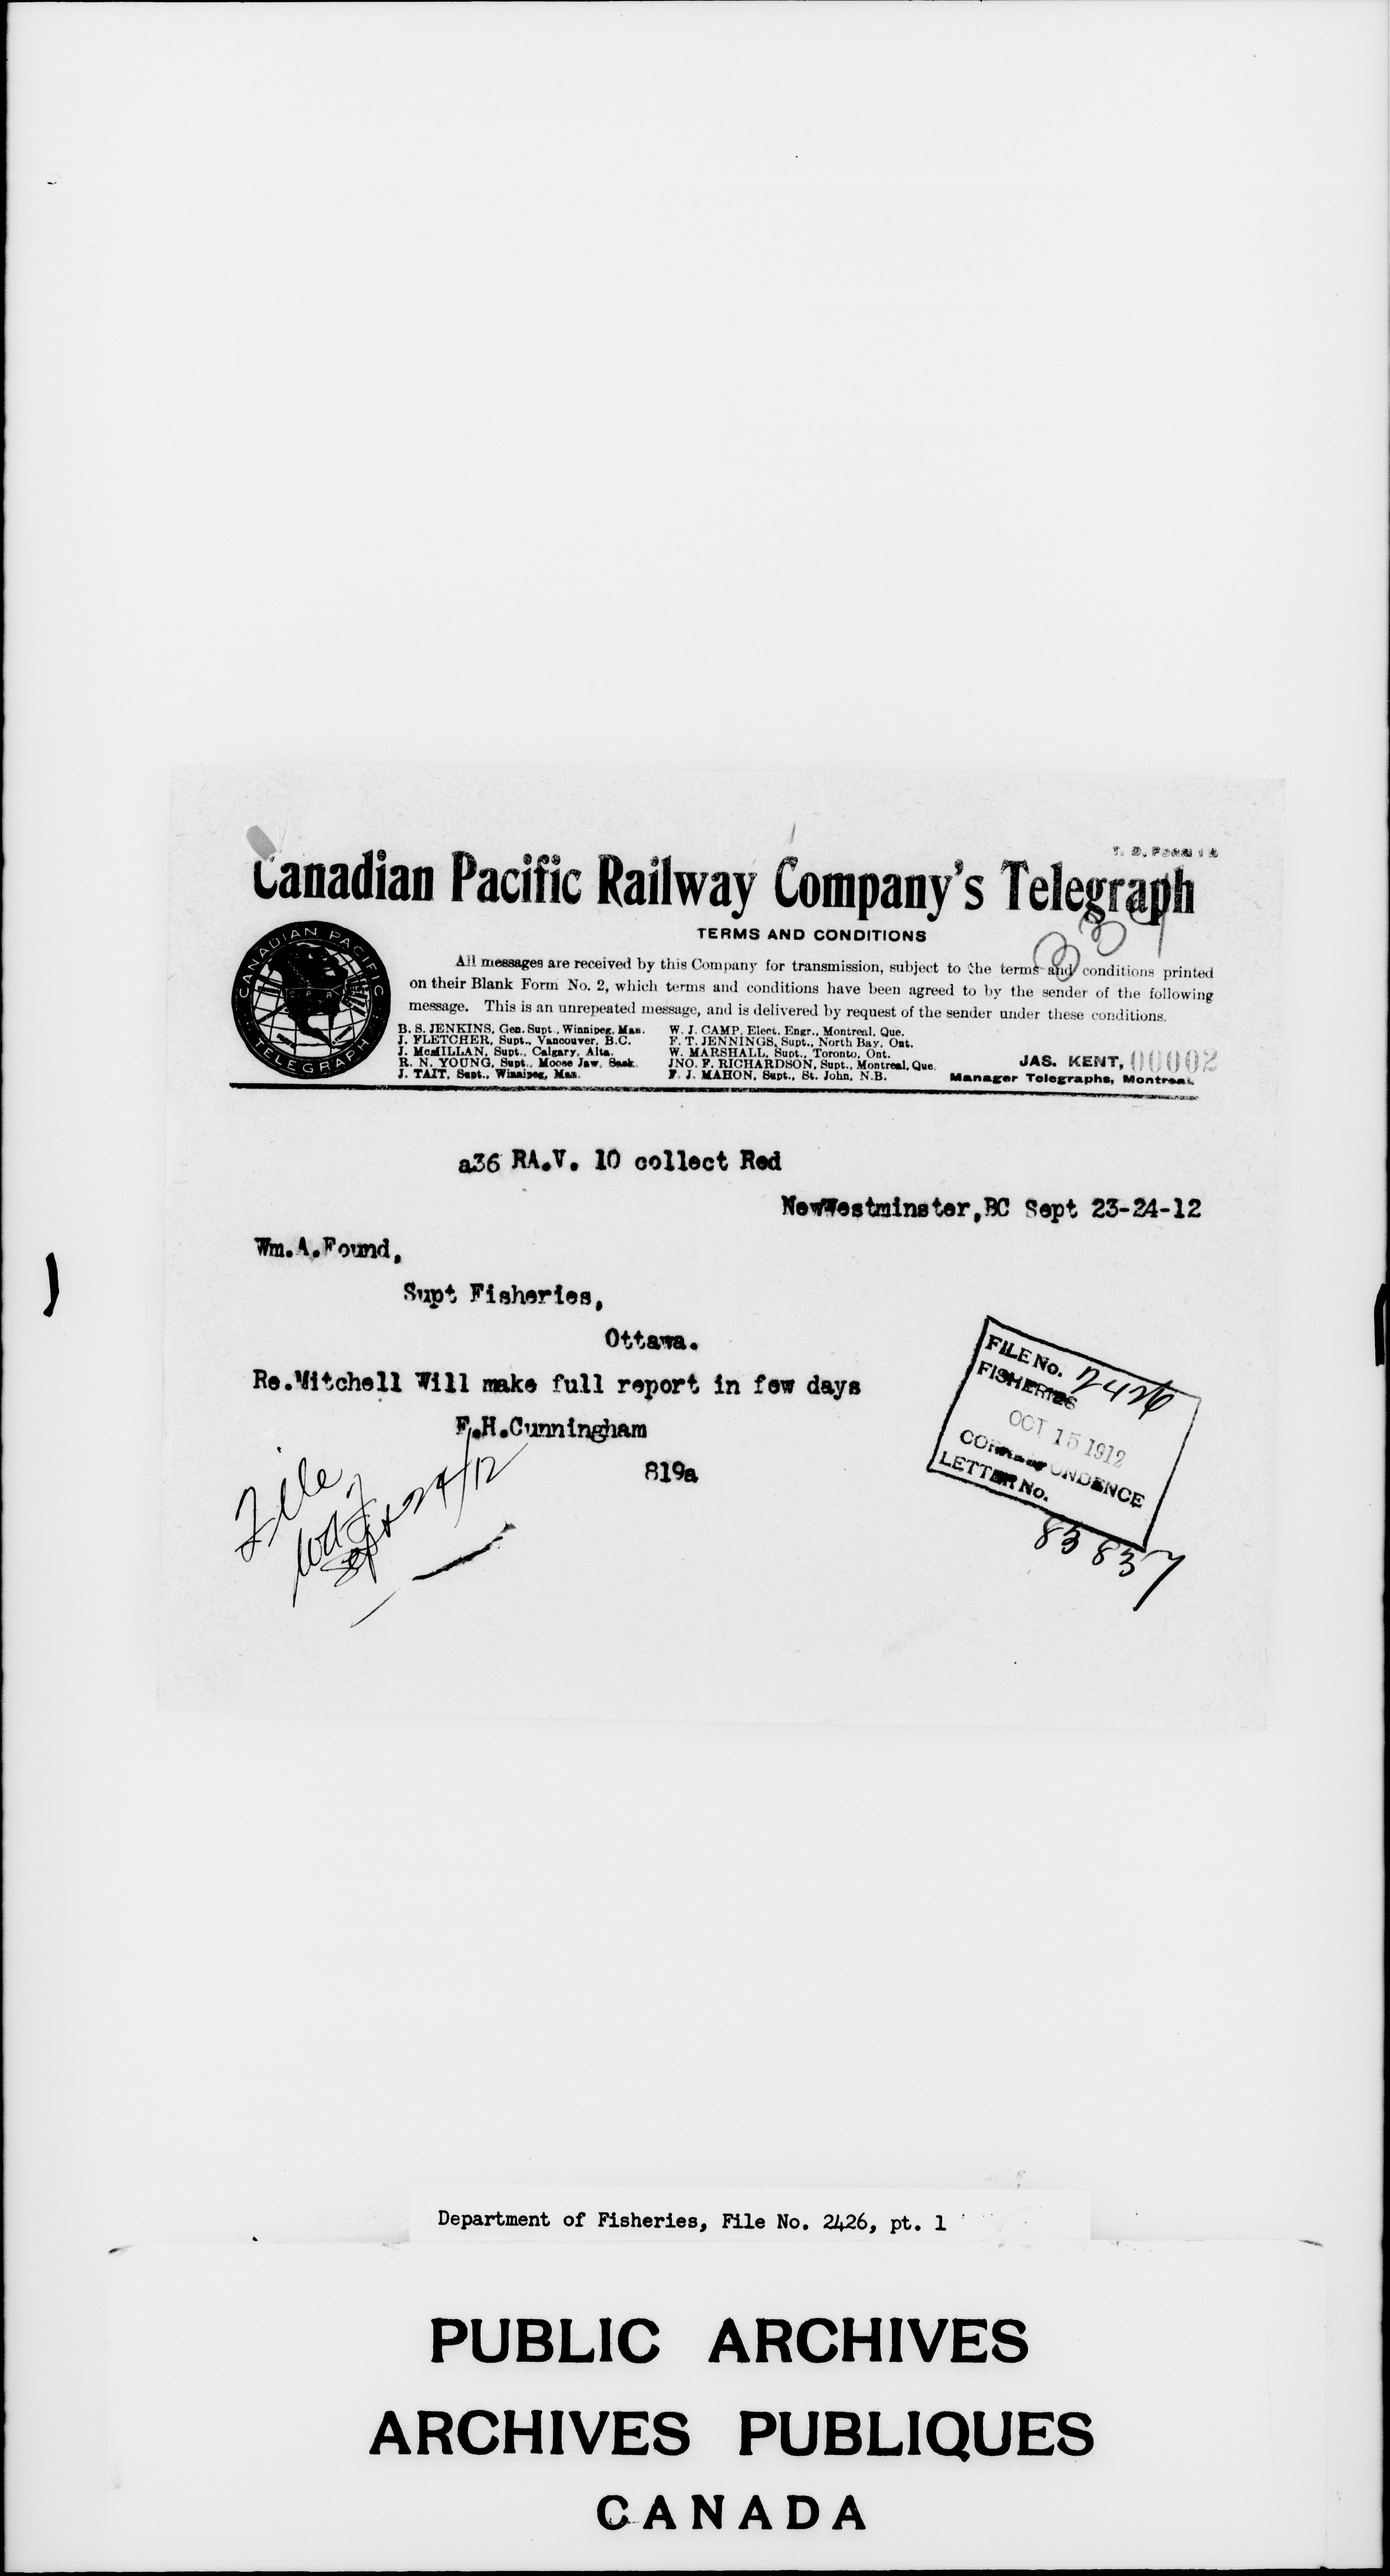 T. D. FORM 1 A
Canadian Pacific Railway Company's Telegraph
TERMS AND CONDITIONS
CANADIAN PACIFIC
C P R
TELEGRAPH
All messages are received by this Company for transmission, subject to the terms and conditions printed
on their Blank Form No. 2, which terms and conditions have been agreed to by the sender of the following
message. This is an unrepeated message, and is delivered by request of the sender under these conditions.
B. S. JENKINS, Gen. Supt., Winnipeg, Man.
J. FLETCHER, Supt., Vancouver, B.C.
J. McMILLAN, Supt., Calgary, Alta.
R. N. YOUNG, Supt., Moose Jaw, Sask.
J. TAIT, Supt., Winnipeg, Man.
W. J. CAMP, Elect. Engr., Montreal, Que.
F. T. JENNINGS, Supt., North Bay, Ont.
W. MARSHALL, Supt., Toronto, Ont.
JNO. F. RICHARDSON, Supt., Montreal, Que.
F. J. MAHON, Supt., St. John, N.B.
JAS. KENT, 00002
Manager Telegraphs, Montreal
a36 RA.V. 10 collect Red
NewWestminster,BC Sept 23-24-12
Wm.A.Found,
Supt Fisheries,
Ottawa.
Re.Mitchell Will make full report in few days
F.H.Cunningham
819a
File
Sept 24/12
FILE No. 2426
FISHERIES
OCT 15 1912
CORRESPONDENCE
LETTER No.
83837
Department of Fisheries, File No. 2426, pt. 1
PUBLIC ARCHIVES
ARCHIVES PUBLIQUES
CANADA